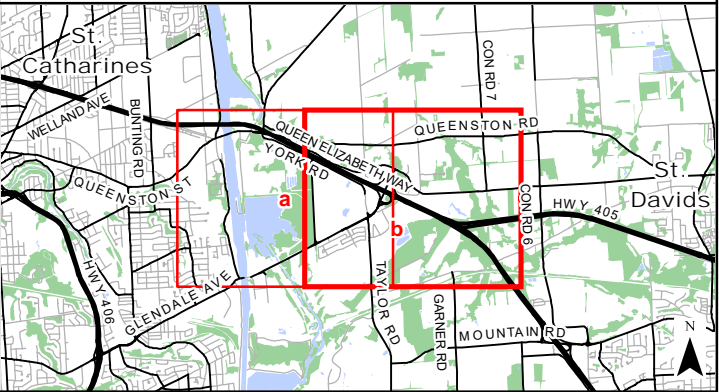 St.
Catharines
WELLAND AVE
BUNTING RD
QUEENSTON ST
HWY 406
GLENDALE AVE
QUEEN ELIZABETH WAY
YORK RD
a
b
CON RD 7
QUEENSTON RD
St.
Davids
CON RD 6
HWY 405
TAYLOR RD
GARNER RD
MOUNTAIN RD
N